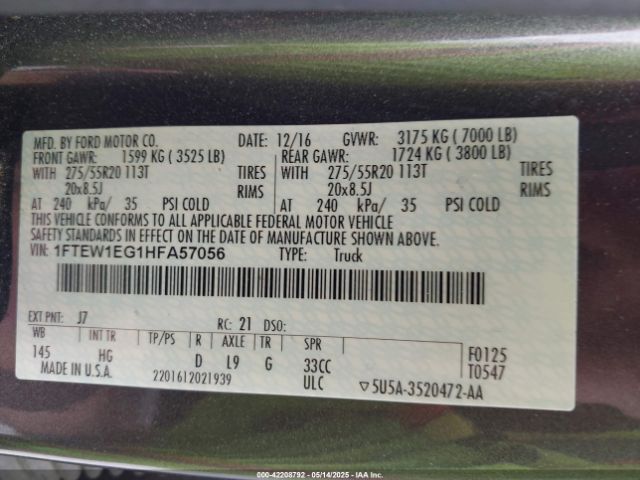 MFD. BY FORD MOTOR CO. DATE: 12/16 GVWR: 3175 KG ( 7000 LB)
FRONT GAWR: 1599 KG ( 3525 LB) REAR GAWR: 1724 KG ( 3800 LB)
WITH 275/55R20 113T TIRES WITH 275/55R20 113T TIRES
20x8.5J RIMS 20x8.5J RIMS
AT 240 kPa/ 35 PSI COLD AT 240 kPa/ 35 PSI COLD
THIS VEHICLE CONFORMS TO ALL APPLICABLE FEDERAL MOTOR VEHICLE
SAFETY STANDARDS IN EFFECT ON THE DATE OF MANUFACTURE SHOWN ABOVE.
VIN: 1FTEW1EG1HFA57056 TYPE: Truck
EXT PNT: J7 RC: 21 DSO:
WB INT TR TP/PS R AXLE TR SPR F0125
145 HG D L9 G 33CC T0547
MADE IN U.S.A. 2201612021939 ULC ▽5U5A-3520472-AA
000-42208792 05/14/2025 - IAA Inc.